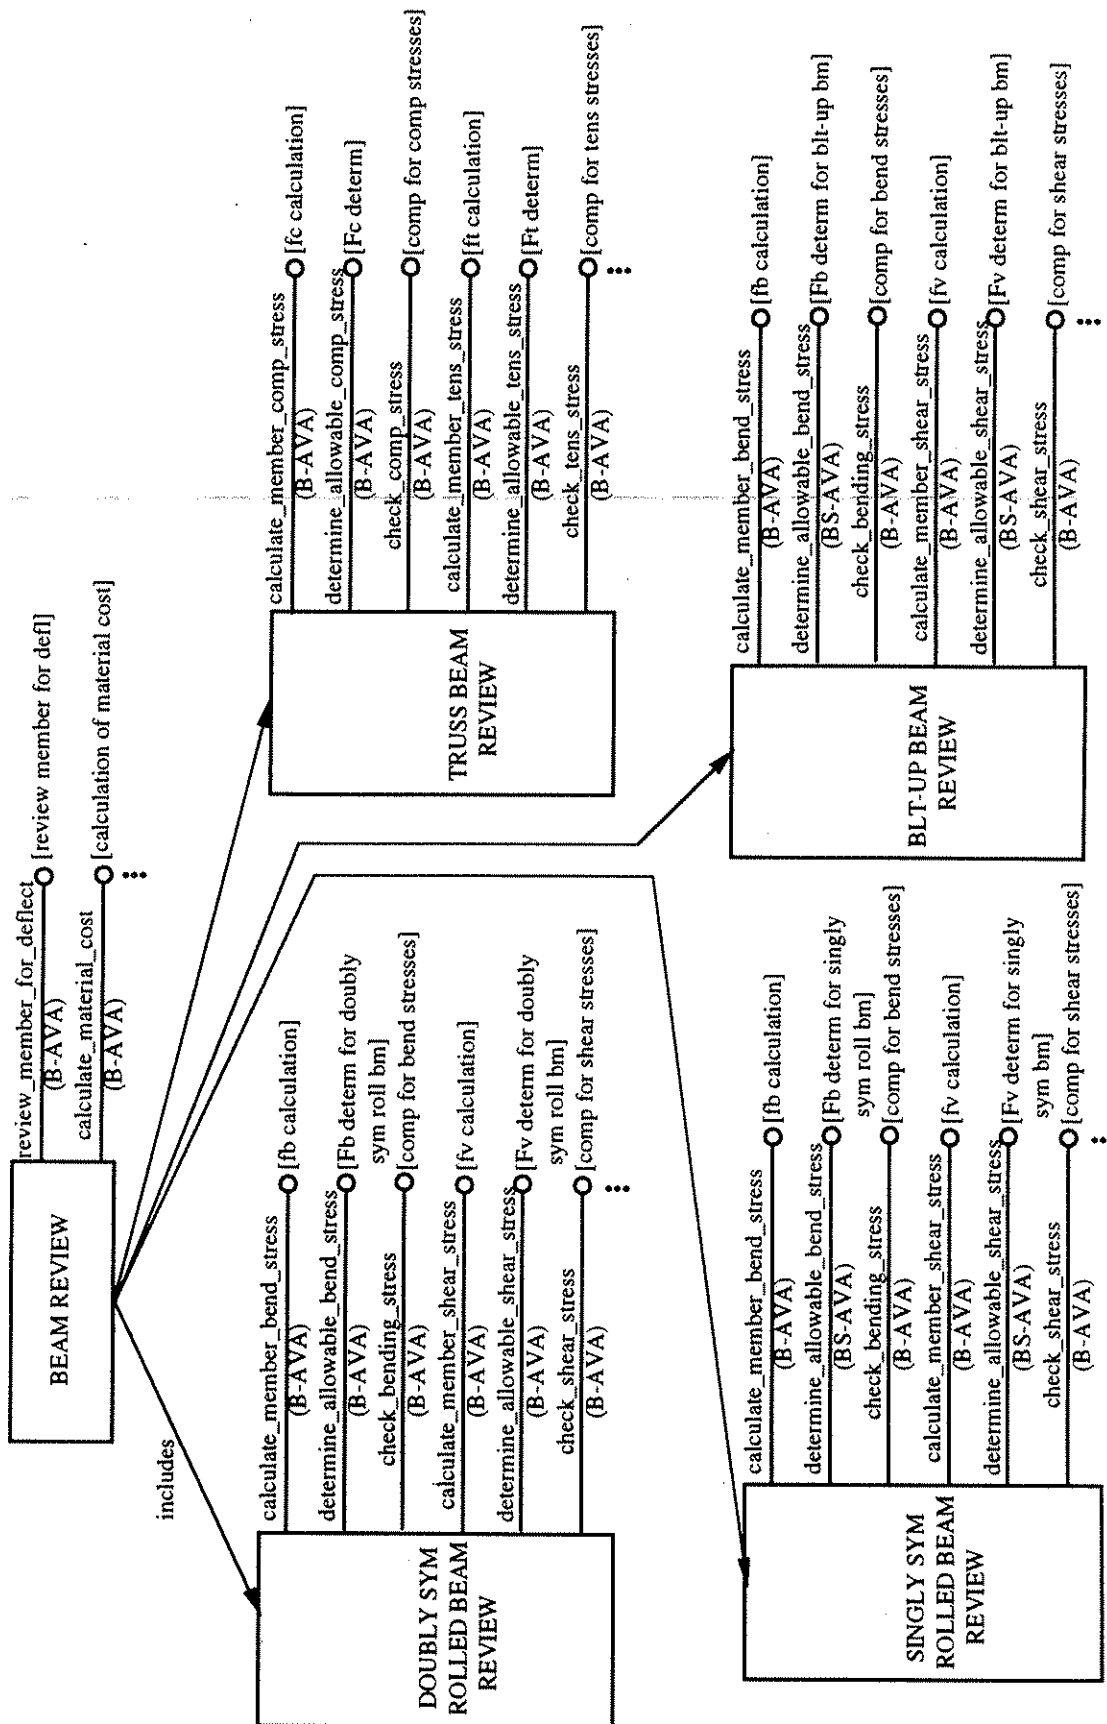 BEAM REVIEW
review_member_for_deflect
(B-AVA)
[review member for defl]
calculate_material_cost
(B-AVA)
[calculation of material cost]
includes
DOUBLY SYM
ROLLED BEAM
REVIEW
calculate_member_bend_stress
(B-AVA)
[fb calculation]
determine_allowable_bend_stress
(B-AVA)
[Fb determ for doubly
sym roll bm]
check_bending_stress
(B-AVA)
[comp for bend stresses]
calculate_member_shear_stress
(B-AVA)
[fv calculation]
determine_allowable_shear_stress
(B-AVA)
[Fv determ for doubly
sym roll bm]
check_shear_stress
(B-AVA)
[comp for shear stresses]
TRUSS BEAM
REVIEW
calculate_member_comp_stress
(B-AVA)
[fc calculation]
determine_allowable_comp_stress
(B-AVA)
[Fc determ]
check_comp_stress
(B-AVA)
[comp for comp stresses]
calculate_member_tens_stress
(B-AVA)
[ft calculation]
determine_allowable_tens_stress
(B-AVA)
[Ft determ]
check_tens_stress
(B-AVA)
[comp for tens stresses]
SINGLY SYM
ROLLED BEAM
REVIEW
calculate_member_bend_stress
(B-AVA)
[fb calculation]
determine_allowable_bend_stress
(BS-AVA)
[Fb determ for singly
sym roll bm]
check_bending_stress
(B-AVA)
[comp for bend stresses]
calculate_member_shear_stress
(B-AVA)
[fv calculation]
determine_allowable_shear_stress
(BS-AVA)
[Fv determ for singly
sym bm]
check_shear_stress
(B-AVA)
[comp for shear stresses]
BLT-UP BEAM
REVIEW
calculate_member_bend_stress
(B-AVA)
[fb calculation]
determine_allowable_bend_stress
(BS-AVA)
[Fb determ for blt-up bm]
check_bending_stress
(B-AVA)
[comp for bend stresses]
calculate_member_shear_stress
(B-AVA)
[fv calculation]
determine_allowable_shear_stress
(BS-AVA)
[Fv determ for blt-up bm]
check_shear_stress
(B-AVA)
[comp for shear stresses]